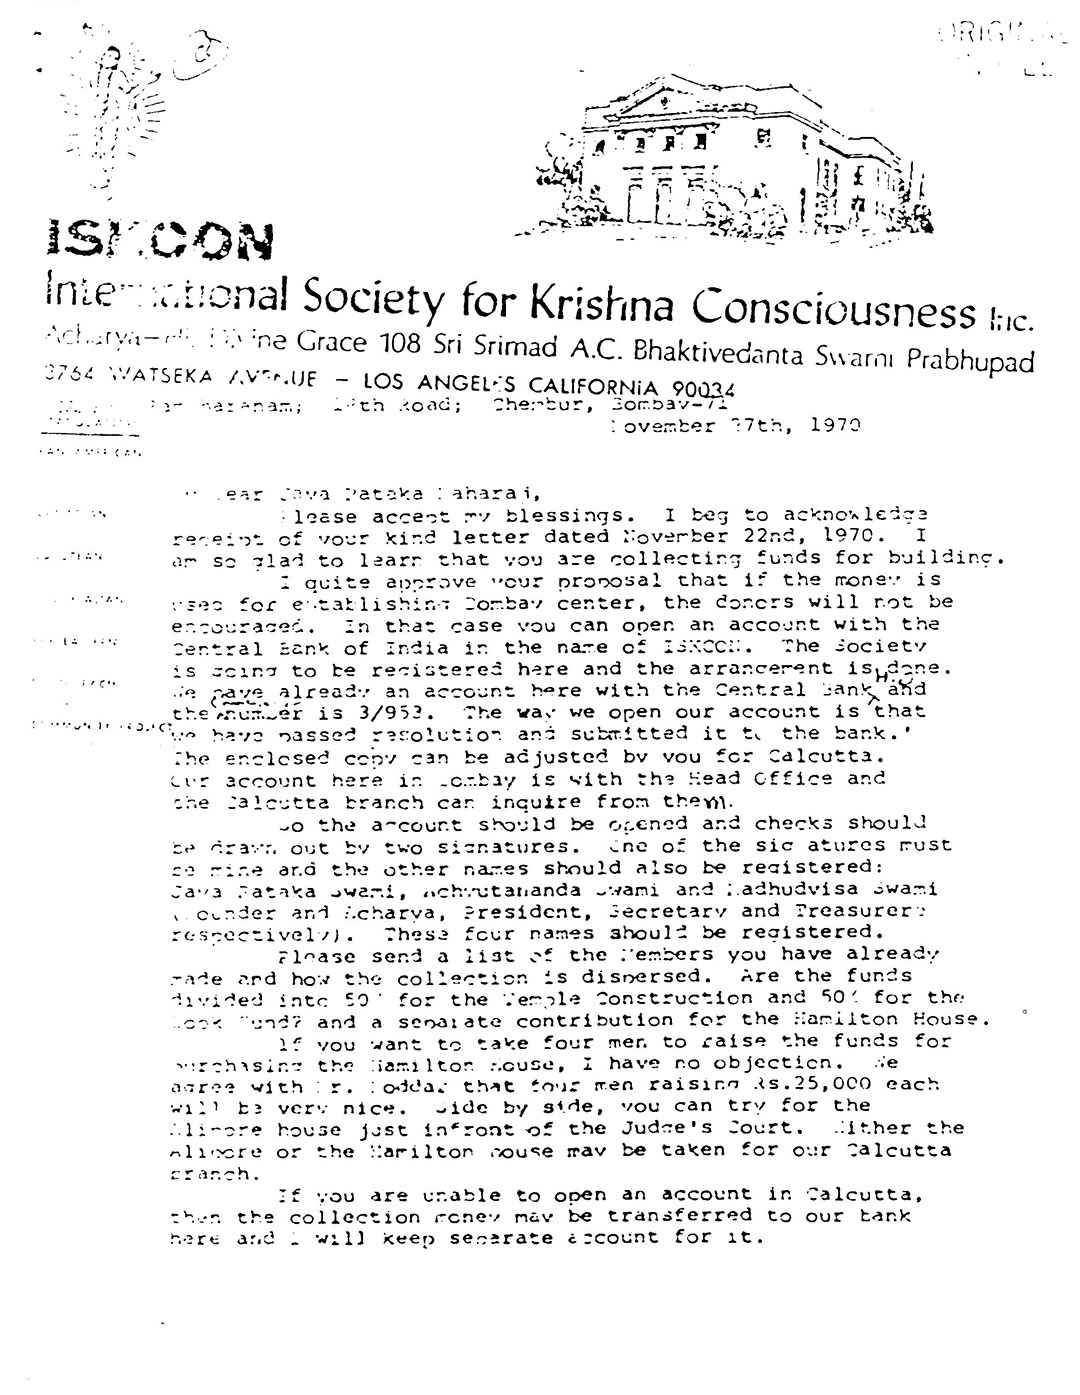 ORIGINAL
ISKCON
International Society for Krishna Consciousness Inc.
Acharya—His Divine Grace 108 Sri Srimad A.C. Bhaktivedanta Swami Prabhupad
3764 WATSEKA AVENUE – LOS ANGELES CALIFORNIA 90034
Road; Chembur, Bombay-71
November 27th, 1970
PAN AMERICAN
COMMUNITY PROJECT
My Dear Jaya Pataka Maharaj,
Please accept my blessings. I beg to acknowledge
receipt of your kind letter dated November 22nd, 1970. I
am so glad to learn that you are collecting funds for building.
I quite approve your proposal that if the money is
used for establishing Bombay center, the donors will not be
encouraged. In that case you can open an account with the
Central Bank of India in the name of ISKCON. The Society
is going to be registered here and the arrangement is done.
We have already an account here with the Central Bank and
the number is 3/953. The way we open our account is that
we have passed resolution and submitted it to the bank.
The enclosed copy can be adjusted by you for Calcutta.
Our account here in Bombay is with the Head Office and
the Calcutta branch can inquire from them.
So the account should be opened and checks should
be drawn out by two signatures. One of the signatures must
be mine and the other names should also be registered:
Jaya Pataka Swami, Achyutananda Swami and Madhudvisa Swami
(Founder and Acharya, President, Secretary and Treasurer;
respectively). These four names should be registered.
Please send a list of the Members you have already
made and how the collection is dispersed. Are the funds
divided into 50% for the Temple Construction and 50% for the
Book Fund? and a separate contribution for the Hamilton House.
If you want to take four men to raise the funds for
purchasing the Hamilton House, I have no objection. We
agree with Mr. Poddar that four men raising Rs.25,000 each
will be very nice. Side by side, you can try for the
Alipore house just infront of the Judge's Court. Either the
Alipore or the Hamilton House may be taken for our Calcutta
branch.
If you are unable to open an account in Calcutta,
then the collection money may be transferred to our bank
here and I will keep separate account for it.